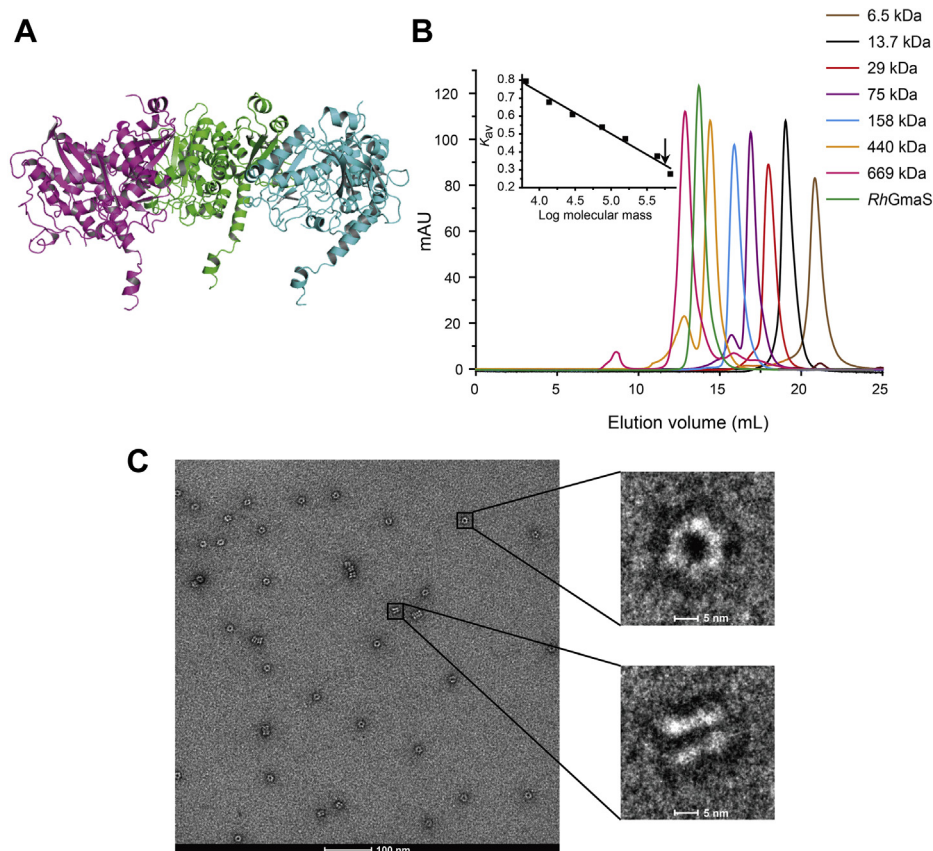 A
B
6.5 kDa
13.7 kDa
29 kDa
75 kDa
158 kDa
440 kDa
669 kDa
RhGmaS
mAU
120
100
80
60
40
20
0
0
5
10
15
20
25
Elution volume (mL)
Kav
0.8
0.7
0.6
0.5
0.4
0.3
0.2
4.0
4.5
5.0
5.5
Log molecular mass
C
100 nm
5 nm
5 nm